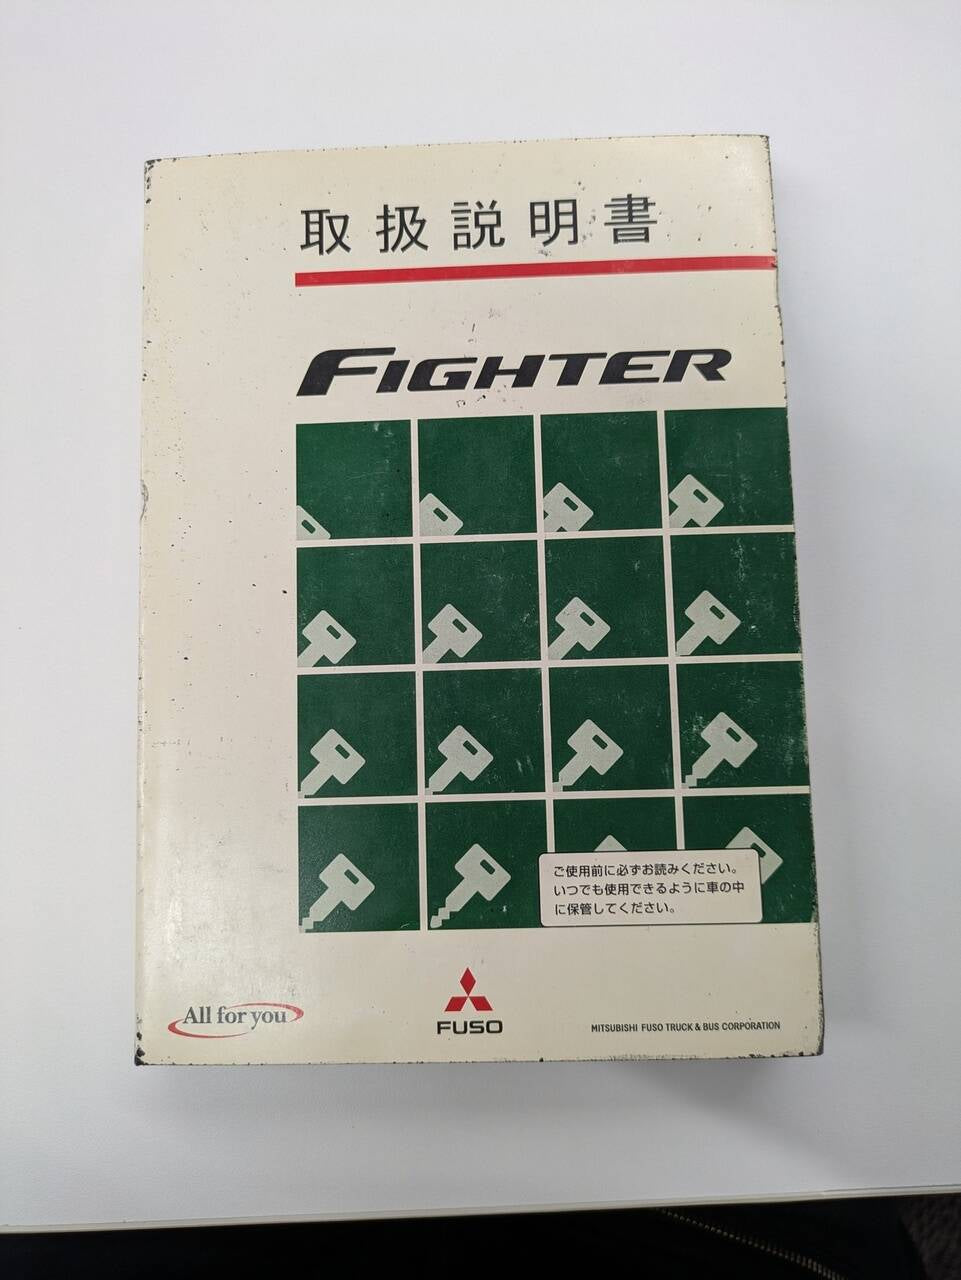 取扱説明書
FIGHTER
ご使用前に必ずお読みください。
いつでも使用できるように車の中
に保管してください。
All for you
FUSO
MITSUBISHI FUSO TRUCK & BUS CORPORATION